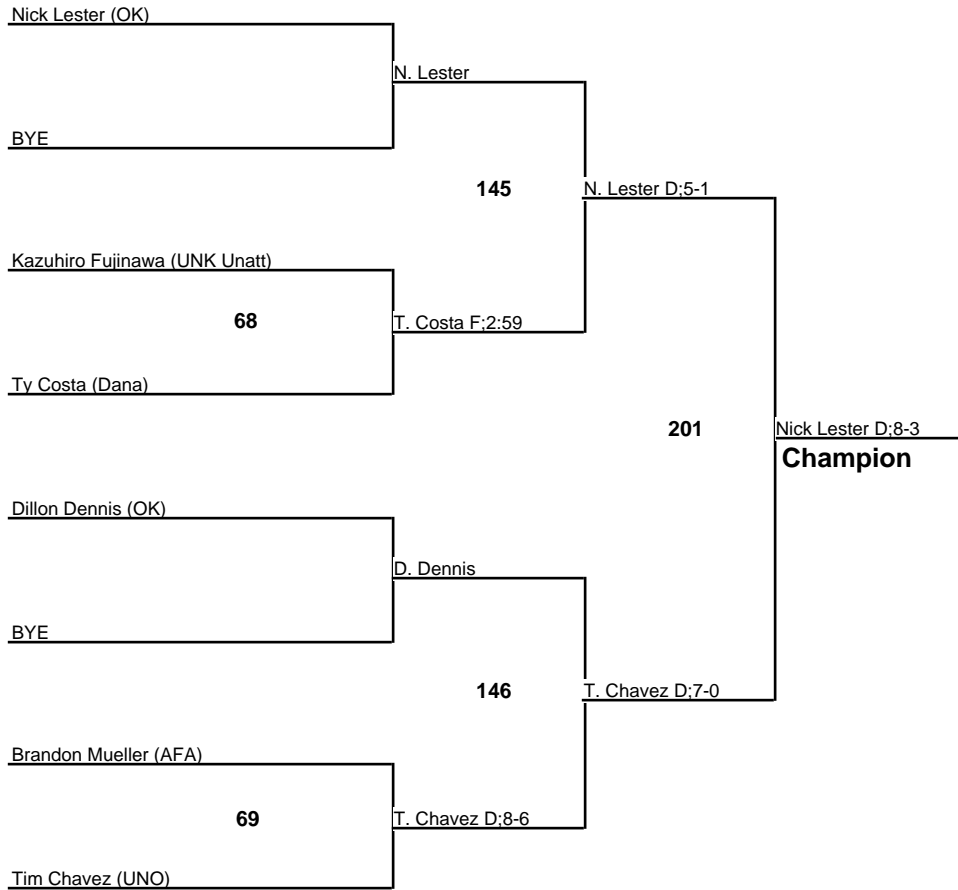 Nick Lester (OK)
N. Lester
BYE
145
N. Lester D;5-1
Kazuhiro Fujinawa (UNK Unatt)
68
T. Costa F;2:59
Ty Costa (Dana)
201
Nick Lester D;8-3
Champion
Dillon Dennis (OK)
D. Dennis
BYE
146
T. Chavez D;7-0
Brandon Mueller (AFA)
69
T. Chavez D;8-6
Tim Chavez (UNO)